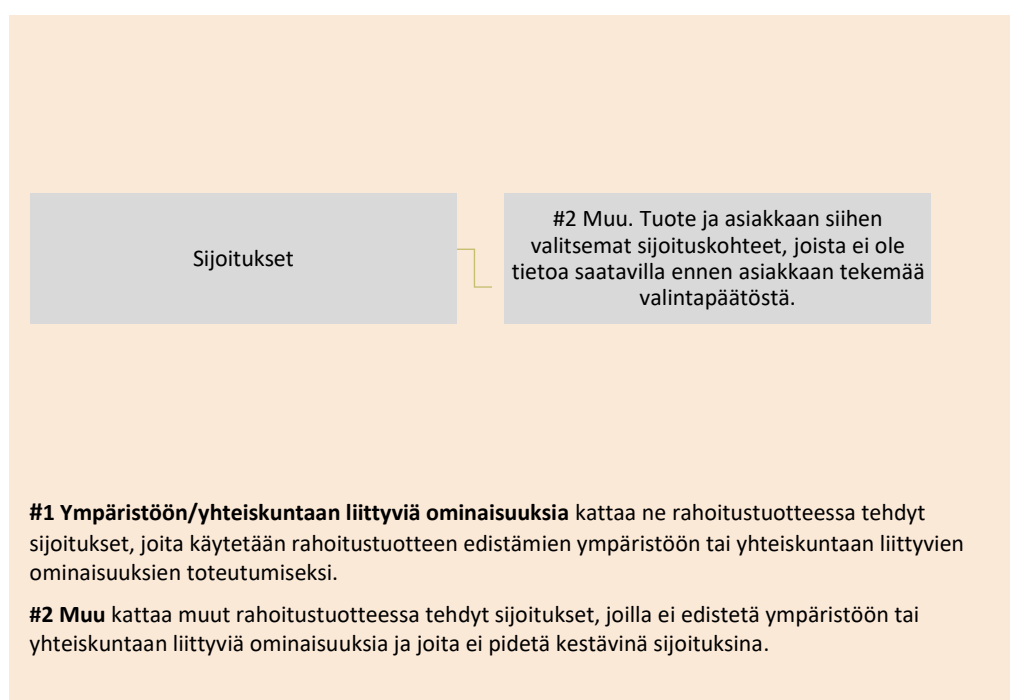 Sijoitukset
#2 Muu. Tuote ja asiakkaan siihen
valitsemat sijoituskohteet, joista ei ole
tietoa saatavilla ennen asiakkaan tekemää
valintapäätöstä.
#1 Ympäristöön/yhteiskuntaan liittyviä ominaisuuksia kattaa ne rahoitustuotteessa tehdyt
sijoitukset, joita käytetään rahoitustuotteen edistämien ympäristöön tai yhteiskuntaan liittyvien
ominaisuuksien toteutumiseksi.
#2 Muu kattaa muut rahoitustuotteessa tehdyt sijoitukset, joilla ei edistetä ympäristöön tai
yhteiskuntaan liittyviä ominaisuuksia ja joita ei pidetä kestävinä sijoituksina.